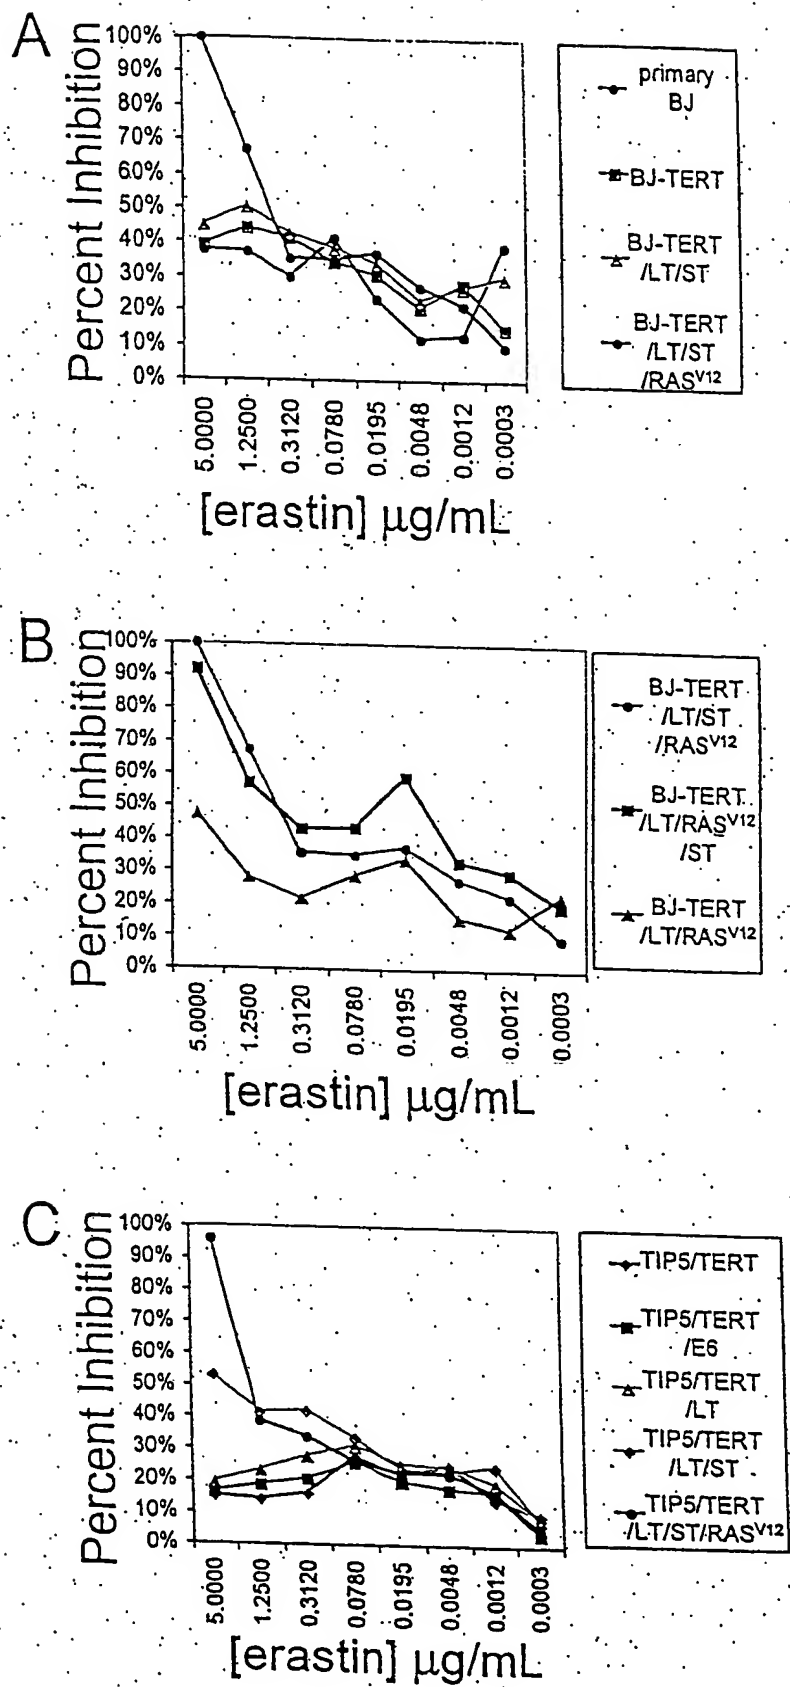 A
Percent Inhibition
100%
90%
80%
70%
60%
50%
40%
30%
20%
10%
0%
5.0000
1.2500
0.3120
0.0780
0.0195
0.0048
0.0012
0.0003
[erastin] μg/mL
primary
BJ
BJ-TERT
BJ-TERT
/LT/ST
BJ-TERT
/LT/ST
/RASV12
B
Percent Inhibition
100%
90%
80%
70%
60%
50%
40%
30%
20%
10%
0%
5.0000
1.2500
0.3120
0.0780
0.0195
0.0048
0.0012
0.0003
[erastin] μg/mL
BJ-TERT
/LT/ST
/RASV12
BJ-TERT
/LT/RASV12
/ST
BJ-TERT
/LT/RASV12
C
Percent Inhibition
100%
90%
80%
70%
60%
50%
40%
30%
20%
10%
0%
5.0000
1.2500
0.3120
0.0780
0.0195
0.0048
0.0012
0.0003
[erastin] μg/mL
TIP5/TERT
TIP5/TERT
/E6
TIP5/TERT
/LT
TIP5/TERT
/LT/ST
TIP5/TERT
/LT/ST/RASV12